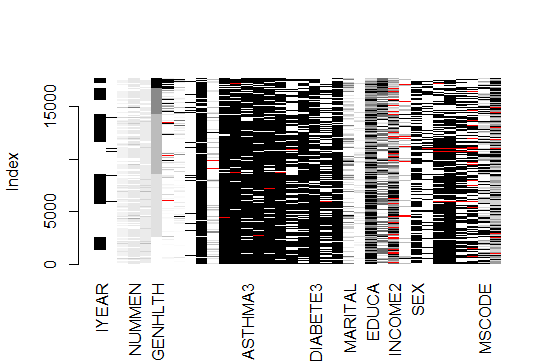 Index
15000
5000
0
IYEAR
NUMMEN
GENHLTH
ASTHMA3
DIABETE3
MARITAL
EDUCA
INCOME2
SEX
MSCODE